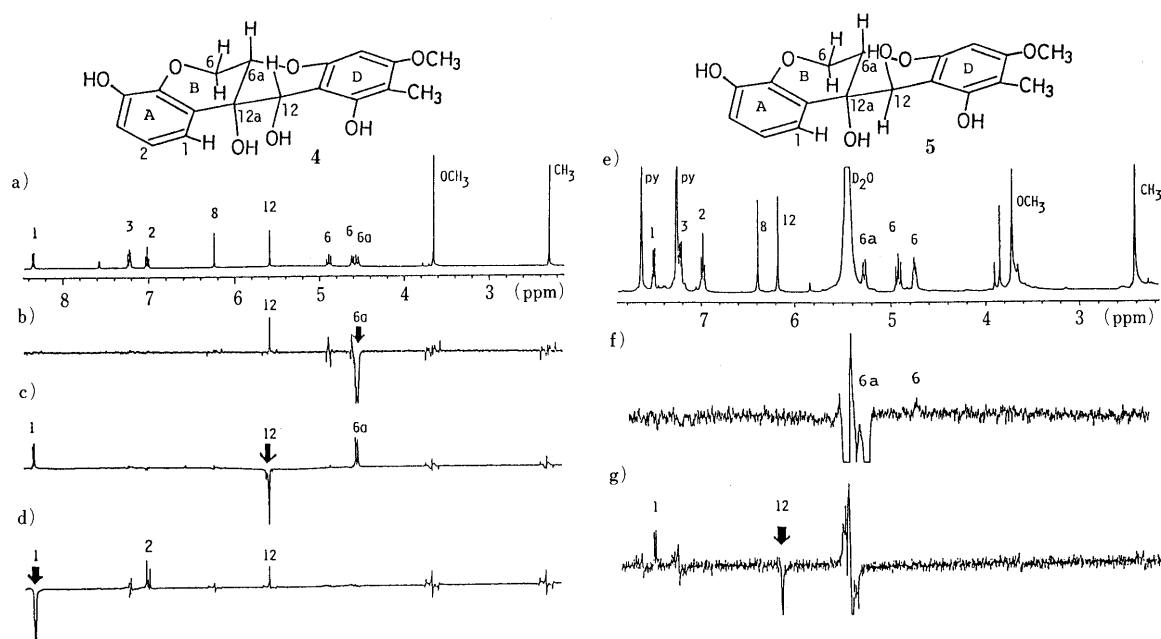 H
H
6
H
6a
H
O
O
OCH₃
HO
B
D
A
H
12a
12
CH₃
OH
OH
OH
2
1
4
H
H
6
HO
O
6a
O
OCH₃
HO
B
D
A
H
12a
12
CH₃
OH
H
OH
1
5
a)
1
3
2
8
12
6
6
6a
OCH₃
CH₃
8 7 6 5 4 3 (ppm)
b)
12
6a
c)
1
12
6a
d)
1
2
12
e)
py
py
D₂O
1
3
2
8
12
6a
6
6
OCH₃
CH₃
7 6 5 4 3 (ppm)
f)
6a
6
g)
1
12